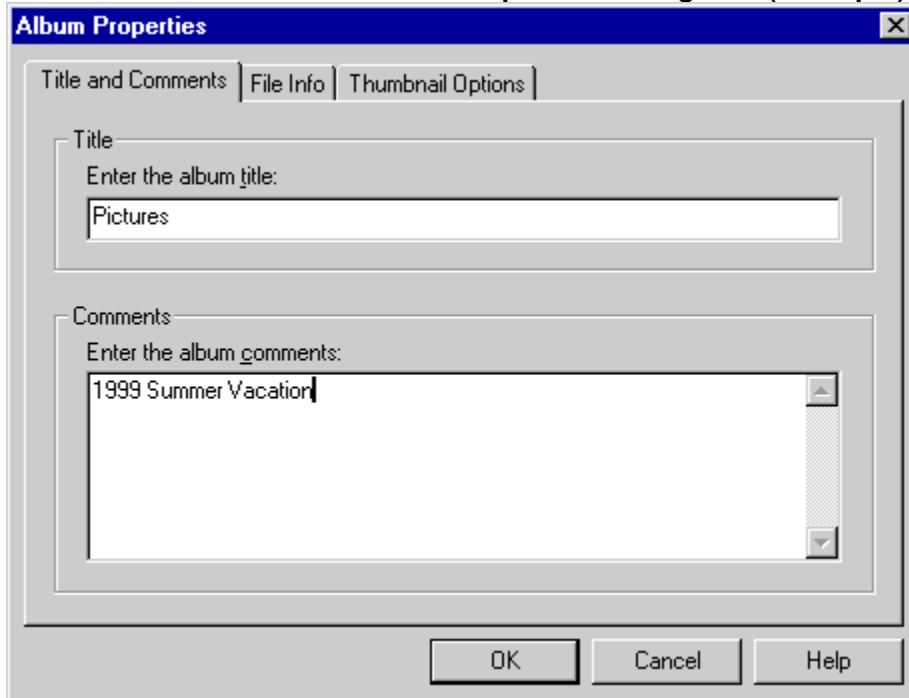 Album Properties
Title and Comments File Info Thumbnail Options
Title
Enter the album title:
Pictures
Comments
Enter the album comments:
1999 Summer Vacation
OK Cancel Help